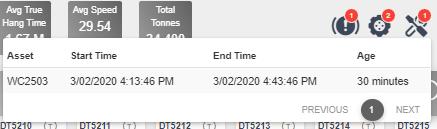 Avg True
Hang Time
1.67 M
Avg Speed
29.54
Total
Tonnes
1
2
1
Asset Start Time End Time Age
WC2503 3/02/2020 4:13:46 PM 3/02/2020 4:43:46 PM 30 minutes
PREVIOUS 1 NEXT
DT5210 (T) DT5211 (T) DT5212 (T) DT5213 (T) DT5214 (T) DT5215